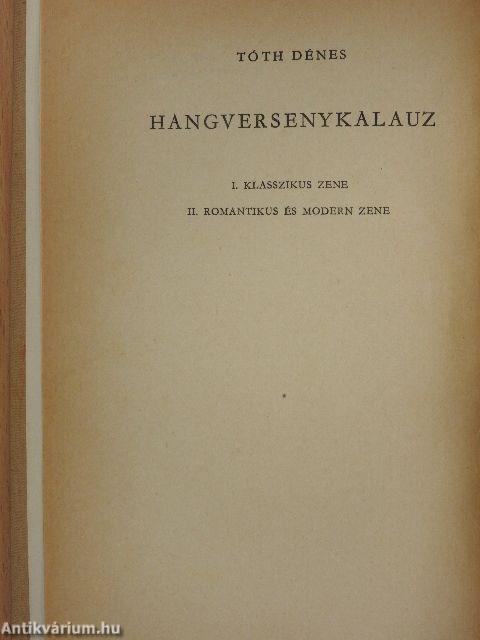 TÓTH DÉNES
HANGVERSENYKALAUZ
I. KLASSZIKUS ZENE
II. ROMANTIKUS ÉS MODERN ZENE
Antikvárium.hu